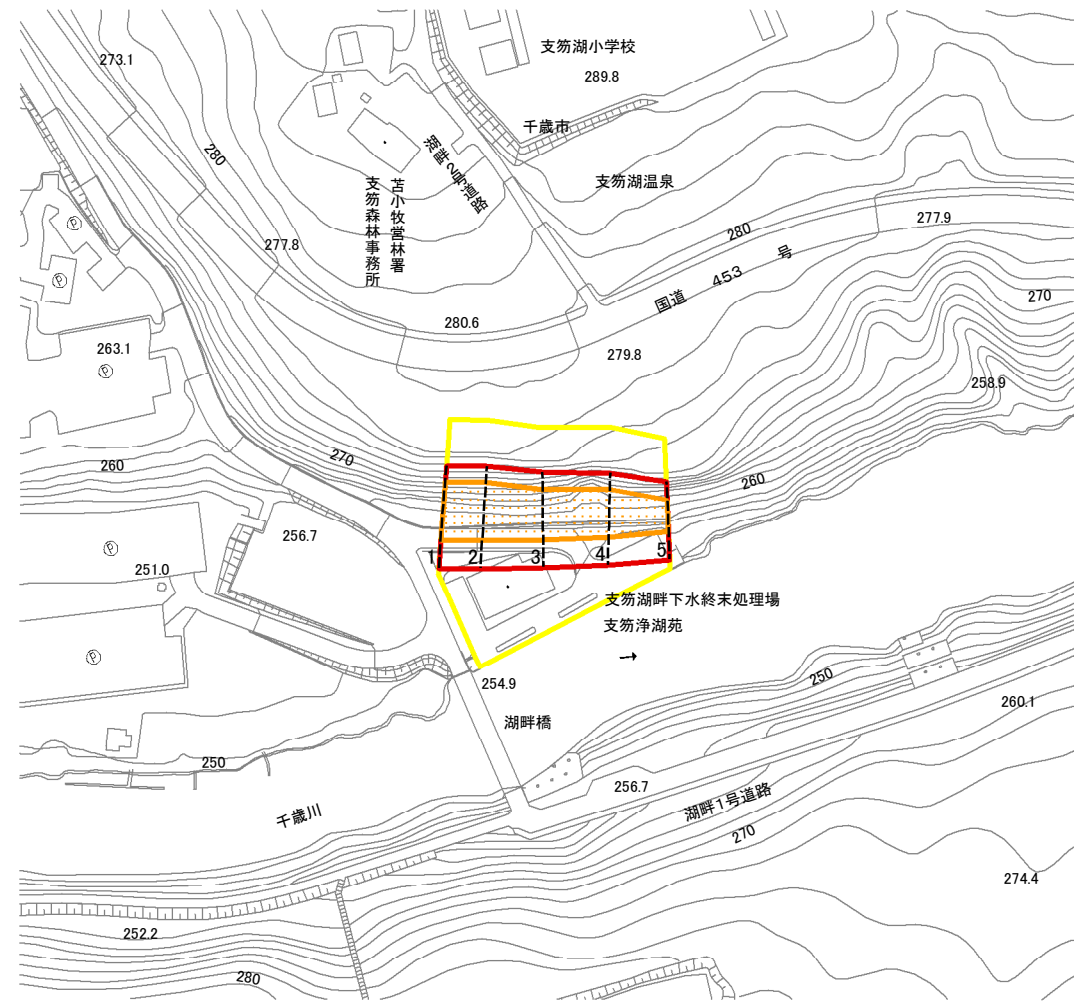 支笏湖小学校
273.1
289.8
千歳市
湖畔2号道路
280
支笏湖温泉
苫小牧営林署
支笏森林事務所
277.9
280
277.8
国道 453 号
270
280.6
279.8
263.1
258.9
270
260
260
256.7
1
2
3
4
5
251.0
支笏湖畔下水終末処理場
支笏浄湖苑
→
254.9
250
260.1
湖畔橋
250
256.7
湖畔1号道路
千歳川
270
274.4
252.2
280
P
P
P
P
P